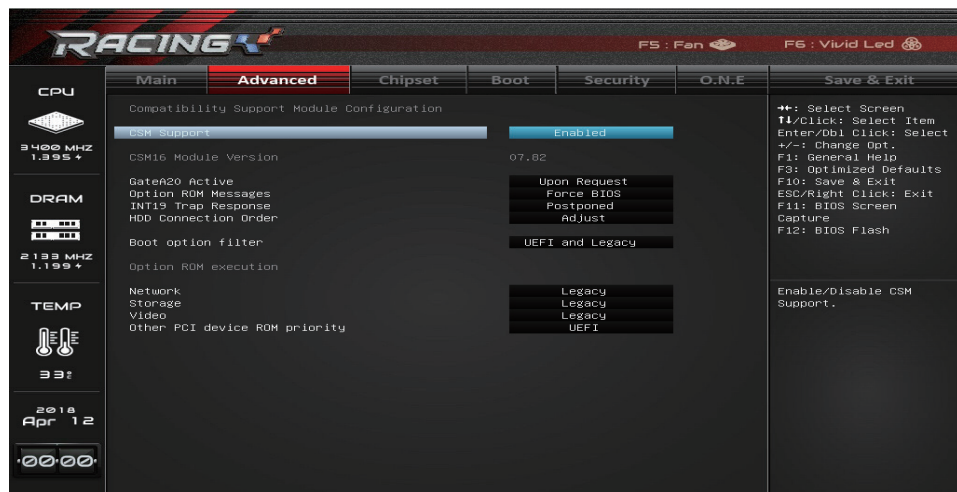 RACING
F5 : Fan
F6 : Vivid Led
Main Advanced Chipset Boot Security O.N.E Save & Exit
CPU
3400 MHZ
1.395 +
DRAM
2133 MHZ
1.199 +
TEMP
33
2018
Apr 12
00:00
Compatibility Support Module Configuration
CSM Support Enabled
CSM16 Module Version 07.82
GateA20 Active Upon Request
Option ROM Messages Force BIOS
INT19 Trap Response Postponed
HDD Connection Order Adjust
Boot option filter UEFI and Legacy
Option ROM execution
Network Legacy
Storage Legacy
Video Legacy
Other PCI device ROM priority UEFI
→←: Select Screen
↑↓/Click: Select Item
Enter/Dbl Click: Select
+/-: Change Opt.
F1: General Help
F3: Optimized Defaults
F10: Save & Exit
ESC/Right Click: Exit
F11: BIOS Screen
Capture
F12: BIOS Flash
Enable/Disable CSM
Support.